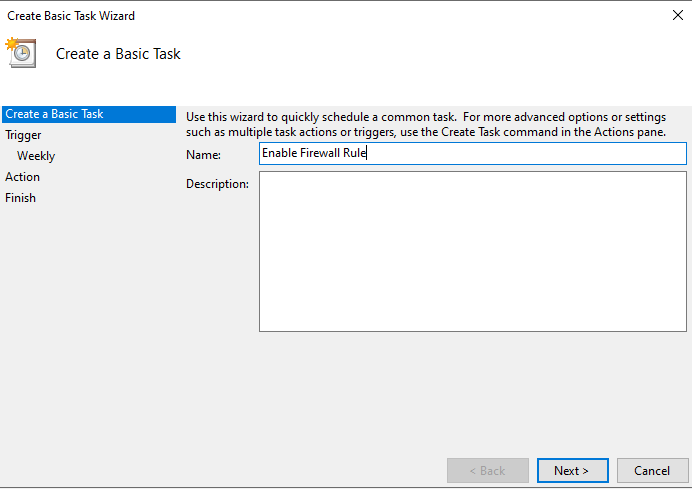 Create Basic Task Wizard
Create a Basic Task
Create a Basic Task
Trigger
Weekly
Action
Finish
Use this wizard to quickly schedule a common task.  For more advanced options or settings
such as multiple task actions or triggers, use the Create Task command in the Actions pane.
Name:
Enable Firewall Rule
Description:
< Back
Next >
Cancel